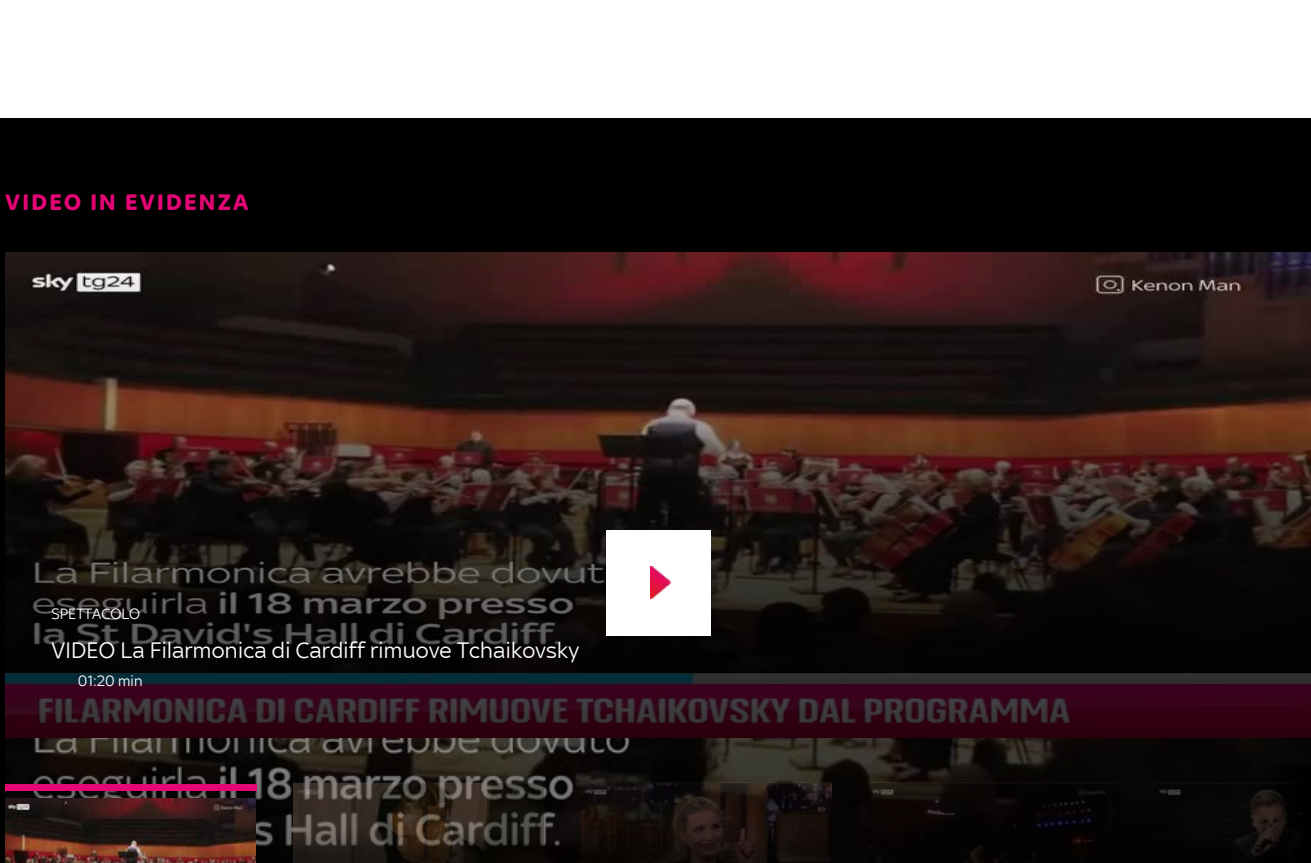 VIDEO IN EVIDENZA
sky tg24
Kenon Man
La Filarmonica avrebbe dovut
eseguirla il 18 marzo presso
SPETTACOLO
la St David's Hall di Cardiff
VIDEO La Filarmonica di Cardiff rimuove Tchaikovsky
01:20 min
FILARMONICA DI CARDIFF RIMUOVE TCHAIKOVSKY DAL PROGRAMMA
La Filarmonica avrebbe dovuto
eseguirla il 18 marzo presso
s Hall di Cardiff.